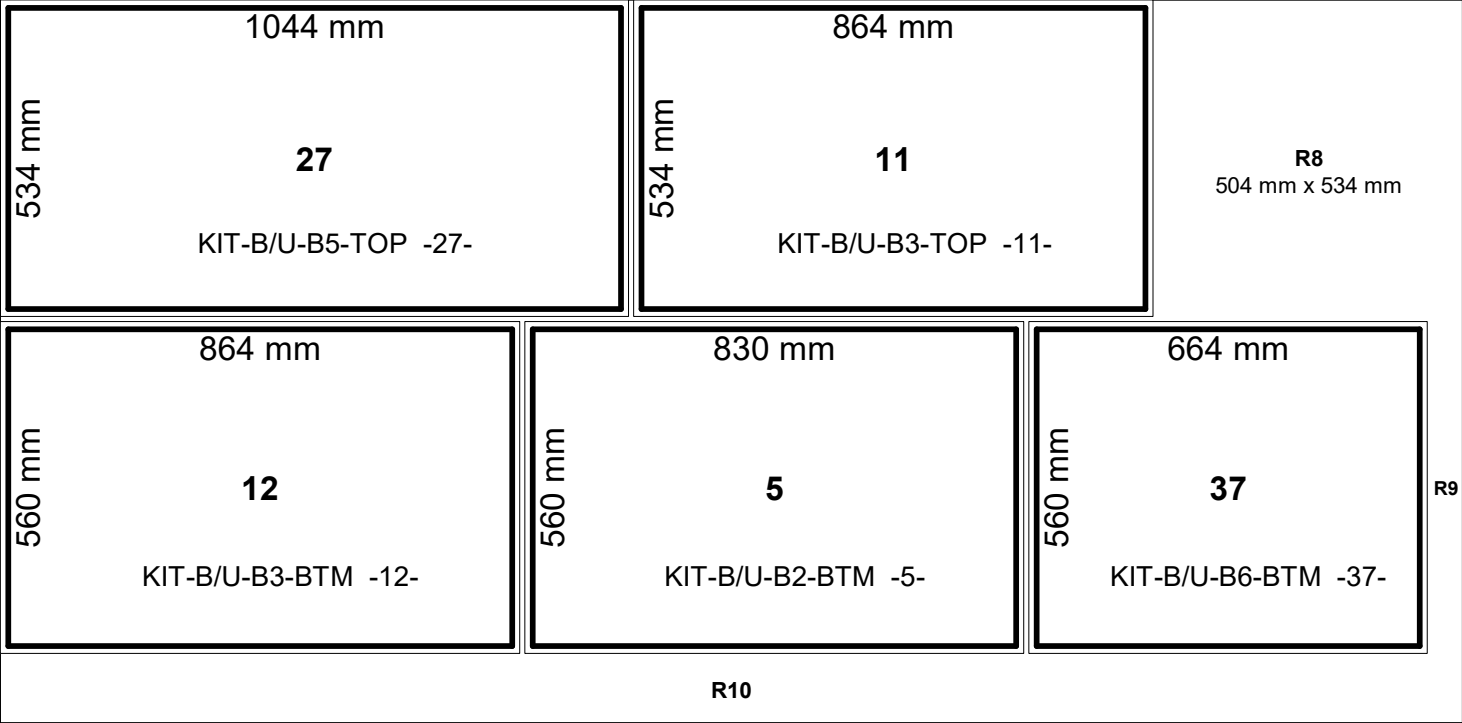 1044 mm
534 mm
27
KIT-B/U-B5-TOP -27-
864 mm
534 mm
11
KIT-B/U-B3-TOP -11-
R8
504 mm x 534 mm
864 mm
560 mm
12
KIT-B/U-B3-BTM -12-
830 mm
560 mm
5
KIT-B/U-B2-BTM -5-
664 mm
560 mm
37
KIT-B/U-B6-BTM -37-
R9
R10